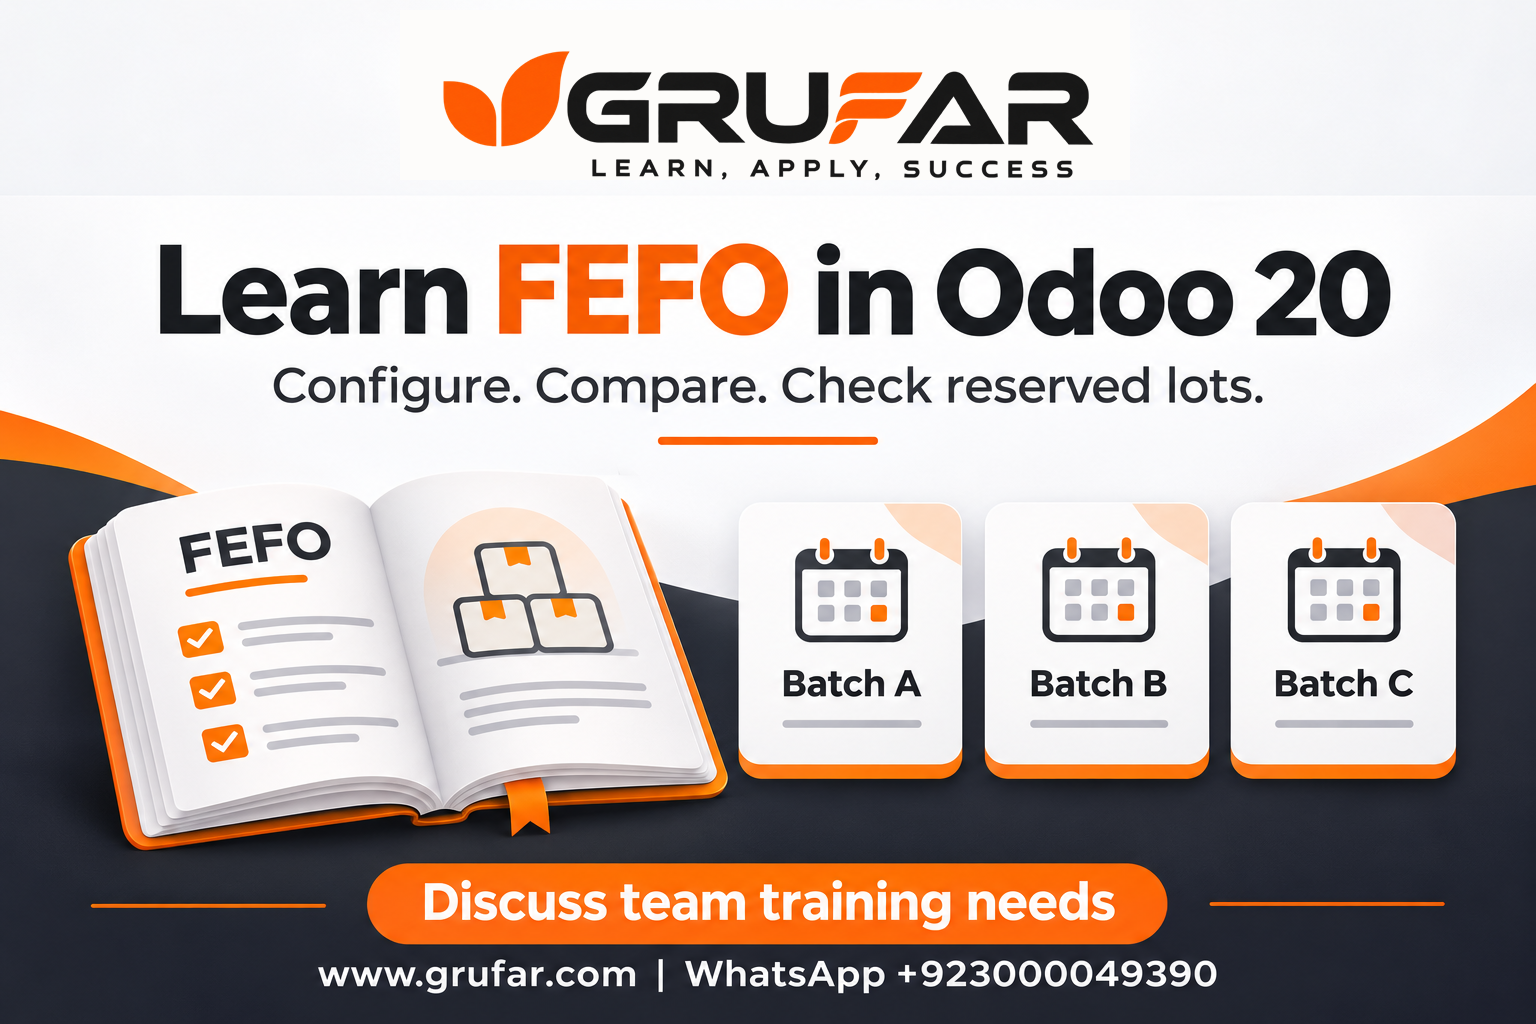 GRUFAR
LEARN, APPLY, SUCCESS
Learn FEFO in Odoo 20
Configure. Compare. Check reserved lots.
FEFO
Batch A
Batch B
Batch C
Discuss team training needs
www.grufar.com | WhatsApp +923000049390